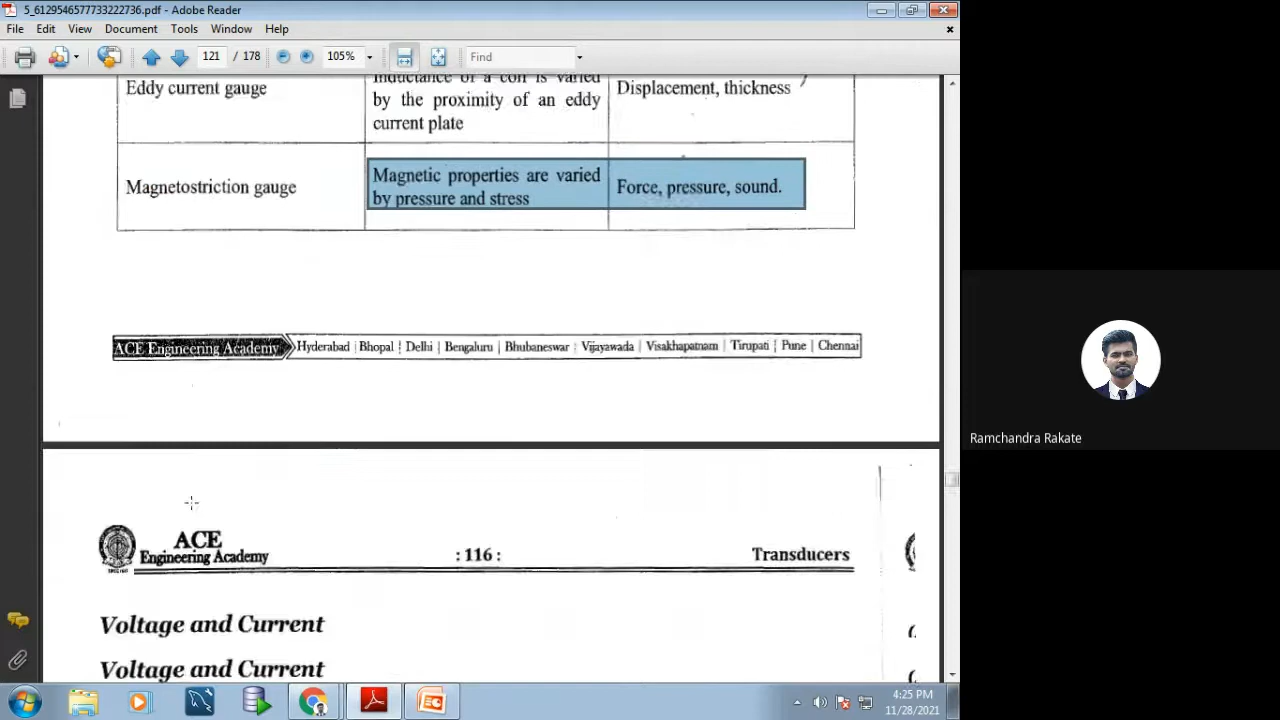 5_6129546577733222736.pdf - Adobe Reader
File Edit View Document Tools Window Help
121 / 178 105% Find
Inductance of a coil is varied
Eddy current gauge
by the proximity of an eddy
Displacement, thickness
current plate
Magnetostriction gauge
Magnetic properties are varied
by pressure and stress
Force, pressure, sound.
ACE Engineering Academy Hyderabad | Bhopal | Delhi | Bengaluru | Bhubaneswar | Vijayawada | Visakhapatnam | Tirupati | Pune | Chennai
Ramchandra Rakate
ACE
Engineering Academy
: 116 :
Transducers
Voltage and Current
Voltage and Current
4:25 PM
11/28/2021